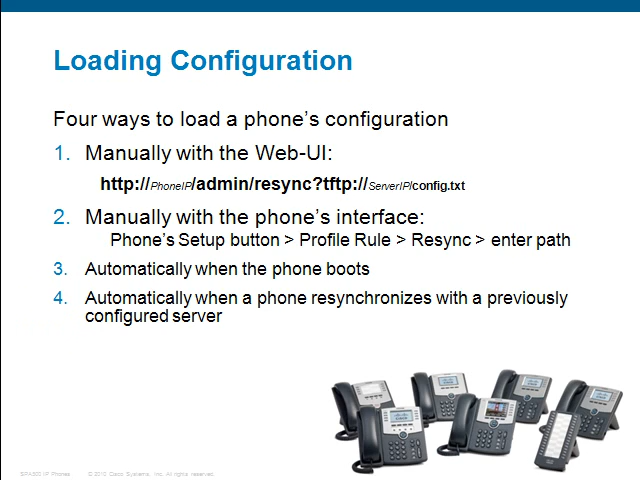 Loading Configuration
Four ways to load a phone's configuration
1. Manually with the Web-UI:
http://PhoneIP/admin/resync?tftp://ServerIP/config.txt
2. Manually with the phone's interface:
Phone's Setup button > Profile Rule > Resync > enter path
3. Automatically when the phone boots
4. Automatically when a phone resynchronizes with a previously
configured server
IP Phones © 2010 Cisco Systems, Inc. All rights reserved.